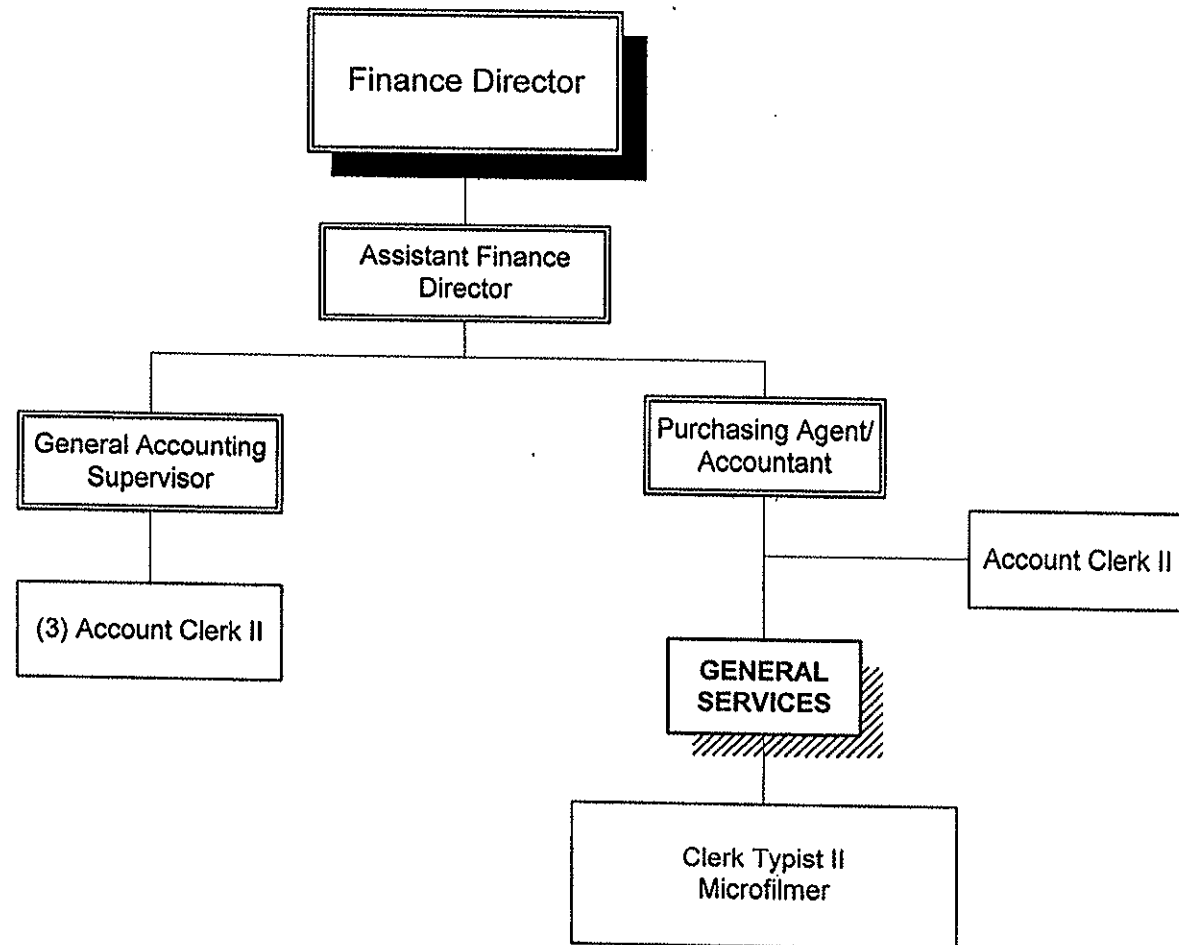 Finance Director
Assistant Finance
Director
General Accounting
Supervisor
Purchasing Agent/
Accountant
Account Clerk II
(3) Account Clerk II
GENERAL
SERVICES
Clerk Typist II
Microfilmer